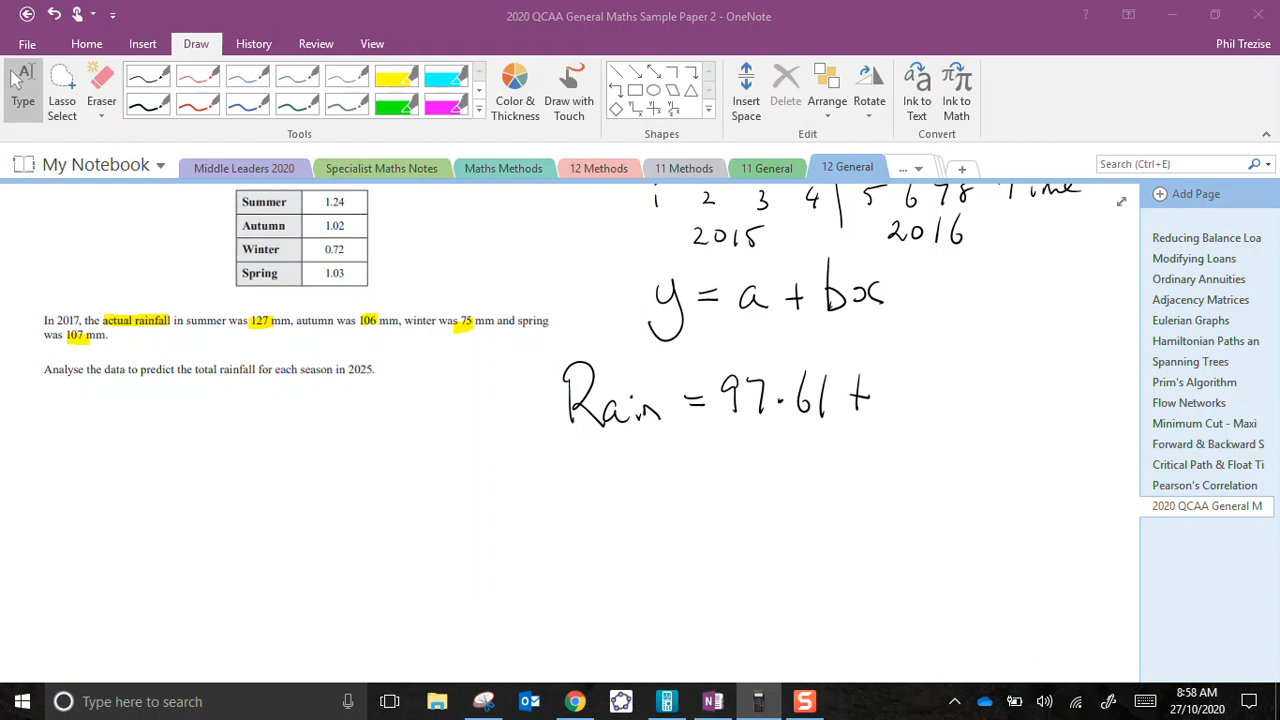 2020 QCAA General Maths Sample Paper 2 - OneNote
File Home Insert Draw History Review View
Phil Trezise
Type
Lasso Select
Eraser
Color & Thickness
Draw with Touch
Insert Space
Delete
Arrange
Rotate
Ink to Text
Ink to Math
Tools Shapes Edit Convert
My Notebook
Middle Leaders 2020 Specialist Maths Notes Maths Methods 12 Methods 11 Methods 11 General 12 General ...
Search (Ctrl+E)
Add Page
Reducing Balance Loa
Modifying Loans
Ordinary Annuities
Adjacency Matrices
Eulerian Graphs
Hamiltonian Paths an
Spanning Trees
Prim's Algorithm
Flow Networks
Minimum Cut - Maxi
Forward & Backward S
Critical Path & Float Ti
Pearson's Correlation
2020 QCAA General M
Summer 1.24
Autumn 1.02
Winter 0.72
Spring 1.03
In 2017, the actual rainfall in summer was 127 mm, autumn was 106 mm, winter was 75 mm and spring
was 107 mm.
Analyse the data to predict the total rainfall for each season in 2025.
1 2 3 4 | 5 6 7 8 Time
2015 2016
y = a + bx
Rain = 97.61 +
Type here to search
8:58 AM
27/10/2020